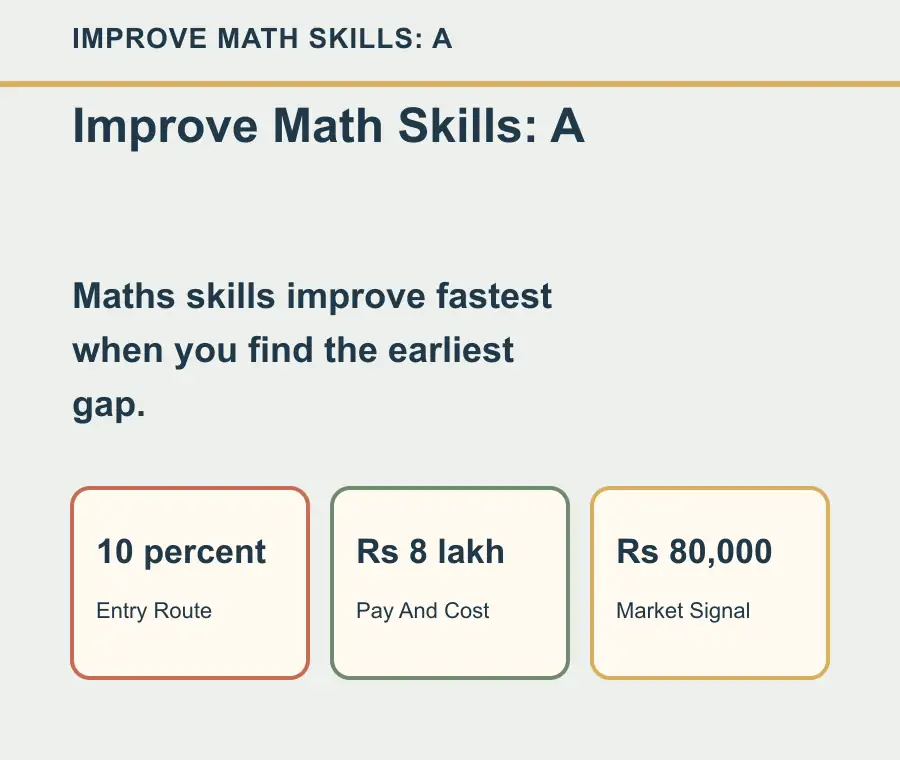 IMPROVE MATH SKILLS: A
Improve Math Skills: A
Maths skills improve fastest
when you find the earliest
gap.
10 percent
Entry Route
Rs 8 lakh
Pay And Cost
Rs 80,000
Market Signal